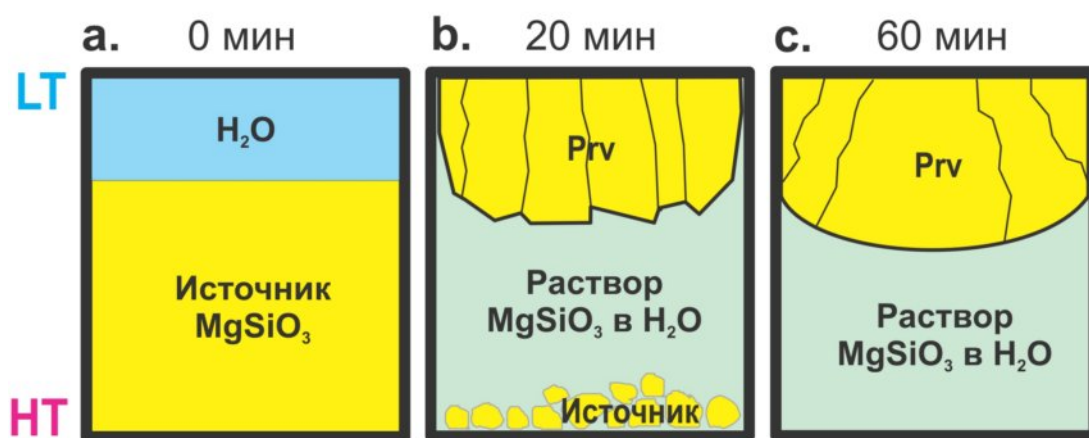 a. 0 мин
b. 20 мин
c. 60 мин
LT
HT
H₂O
Источник
MgSiO₃
Prv
Раствор
MgSiO₃ в H₂O
Источник
Prv
Раствор
MgSiO₃ в H₂O